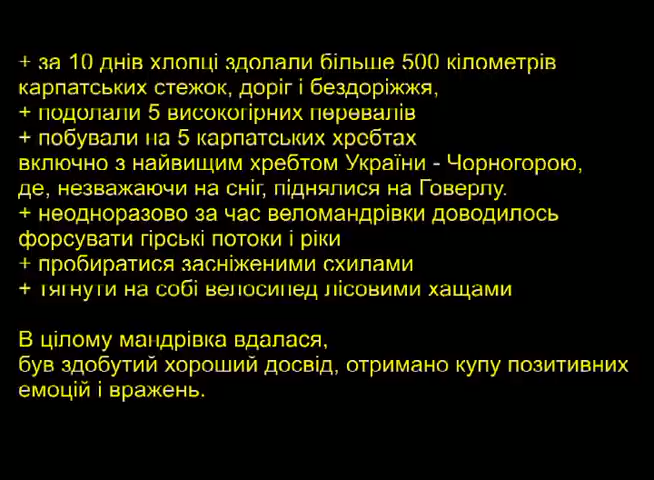 + за 10 днів хлопці здолали більше 500 кілометрів
карпатських стежок, доріг і бездоріжжя,
+ подолали 5 високогірних перевалів
+ побували на 5 карпатських хребтах
включно з найвищим хребтом України - Чорногорою,
де, незважаючи на сніг, піднялися на Говерлу.
+ неодноразово за час веломандрівки доводилось
форсувати гірські потоки і ріки
+ пробиратися засніженими схилами
+ тягнути на собі велосипед лісовими хащами
В цілому мандрівка вдалася,
був здобутий хороший досвід, отримано купу позитивних
емоцій і вражень.